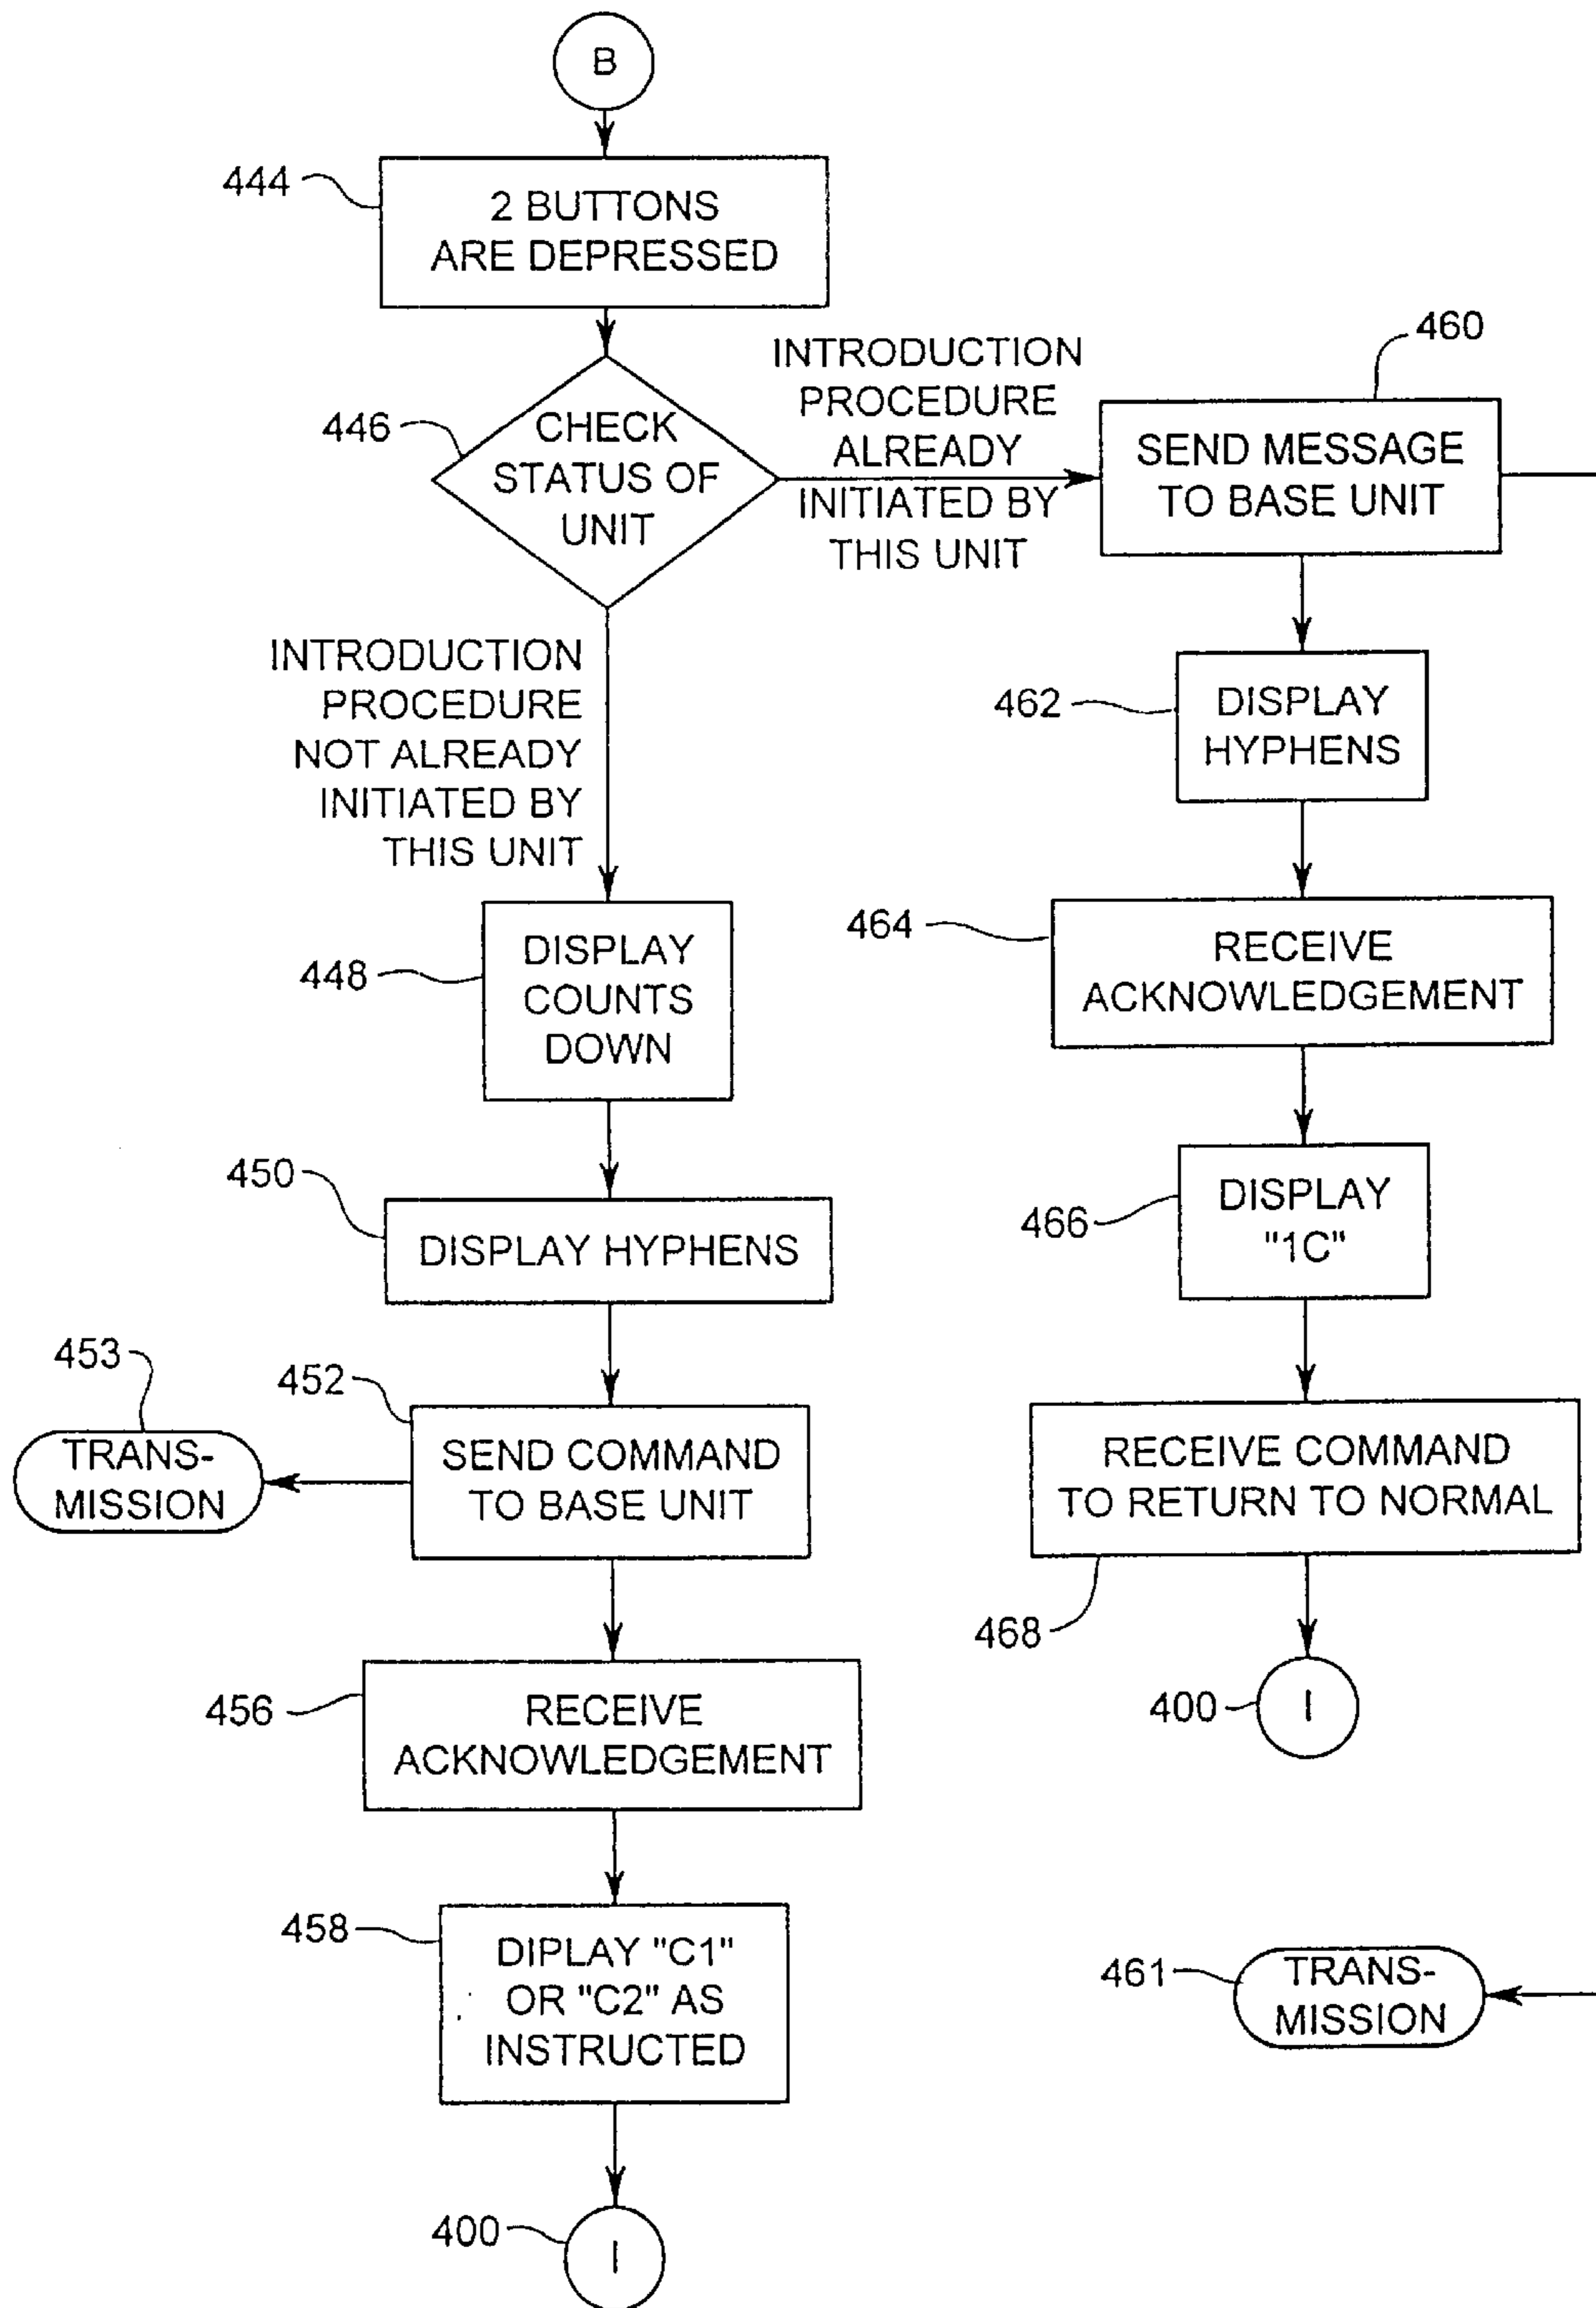 B
444
2 BUTTONS
ARE DEPRESSED
446
CHECK
STATUS OF
UNIT
INTRODUCTION
PROCEDURE
ALREADY
INITIATED BY
THIS UNIT
460
SEND MESSAGE
TO BASE UNIT
INTRODUCTION
PROCEDURE
NOT ALREADY
INITIATED BY
THIS UNIT
462
DISPLAY
HYPHENS
448
DISPLAY
COUNTS
DOWN
464
RECEIVE
ACKNOWLEDGEMENT
450
DISPLAY HYPHENS
466
DISPLAY
"1C"
453
TRANS-
MISSION
452
SEND COMMAND
TO BASE UNIT
RECEIVE COMMAND
TO RETURN TO NORMAL
468
456
RECEIVE
ACKNOWLEDGEMENT
400
I
458
DIPLAY "C1"
OR "C2" AS
INSTRUCTED
461
TRANS-
MISSION
400
I